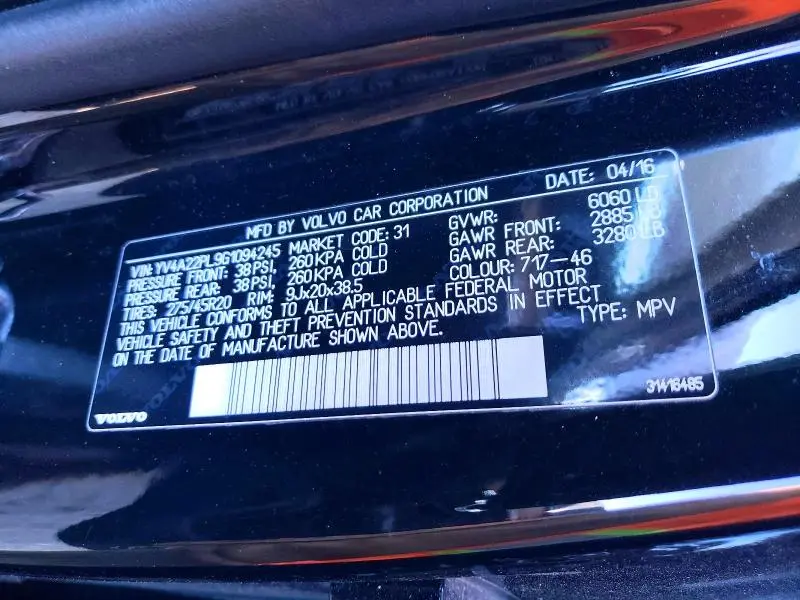 MFD BY VOLVO CAR CORPORATION DATE: 04/16
VIN: YV4A22PL9G1094245 MARKET CODE: 31 GVWR: 6060 LB
PRESSURE FRONT: 38 PSI, 260 KPA COLD GAWR FRONT: 2885 LB
PRESSURE REAR: 38 PSI, 260 KPA COLD GAWR REAR: 3280 LB
TIRES: 275/45R20 RIM: 9Jx20x38.5 COLOUR: 717-46
THIS VEHICLE CONFORMS TO ALL APPLICABLE FEDERAL MOTOR
VEHICLE SAFETY AND THEFT PREVENTION STANDARDS IN EFFECT
ON THE DATE OF MANUFACTURE SHOWN ABOVE. TYPE: MPV
VOLVO 31416485